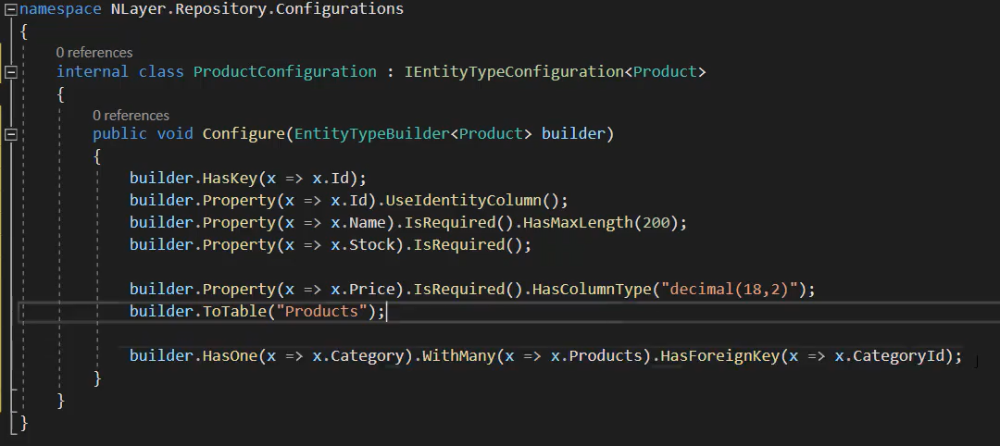 namespace NLayer.Repository.Configurations
{
0 references
internal class ProductConfiguration : IEntityTypeConfiguration<Product>
{
0 references
public void Configure(EntityTypeBuilder<Product> builder)
{
builder.HasKey(x => x.Id);
builder.Property(x => x.Id).UseIdentityColumn();
builder.Property(x => x.Name).IsRequired().HasMaxLength(200);
builder.Property(x => x.Stock).IsRequired();
builder.Property(x => x.Price).IsRequired().HasColumnType("decimal(18,2)");
builder.ToTable("Products");
builder.HasOne(x => x.Category).WithMany(x => x.Products).HasForeignKey(x => x.CategoryId);
}
}
}